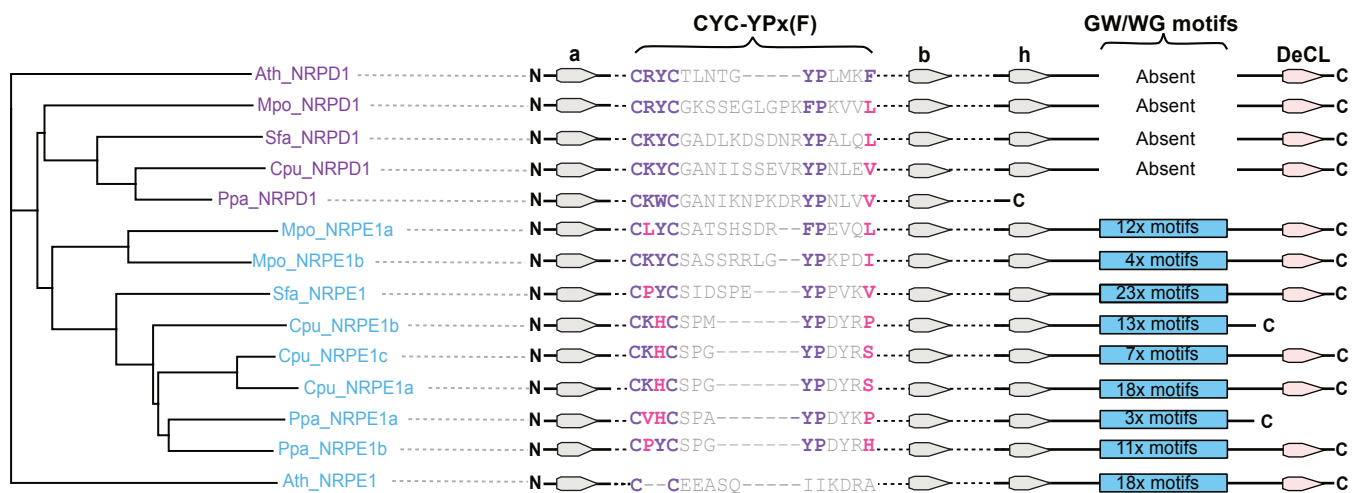 CYC-YPx(F) GW/WG motifs
a b h DeCL
Ath_NRPD1 N CRYCTLNTG-----YPLMKF Absent C
Mpo_NRPD1 N CRYCGKSSEGLGPKFPKVVL Absent C
Sfa_NRPD1 N CKYCGADLKDSDNRYPALQL Absent C
Cpu_NRPD1 N CKYCGANIISSEVRYPNLEV Absent C
Ppa_NRPD1 N CKWCGANIKNPKDRYPNLVV C
Mpo_NRPE1a N CLYCSATSHSDR--FPEVQL 12x motifs C
Mpo_NRPE1b N CKYCSASSRRLG--YPKPDI 4x motifs C
Sfa_NRPE1 N CPYCSIDSPE----YPPVKV 23x motifs C
Cpu_NRPE1b N CKHCSPM-------YPDYRP 13x motifs C
Cpu_NRPE1c N CKHCSPG-------YPDYRS 7x motifs C
Cpu_NRPE1a N CKHCSPG-------YPDYRS 18x motifs C
Ppa_NRPE1a N CVHCSPA-------YPDYKP 3x motifs C
Ppa_NRPE1b N CPYCSPG-------YPDYRH 11x motifs C
Ath_NRPE1 N C--CEEASQ-----IIKDRA 18x motifs C